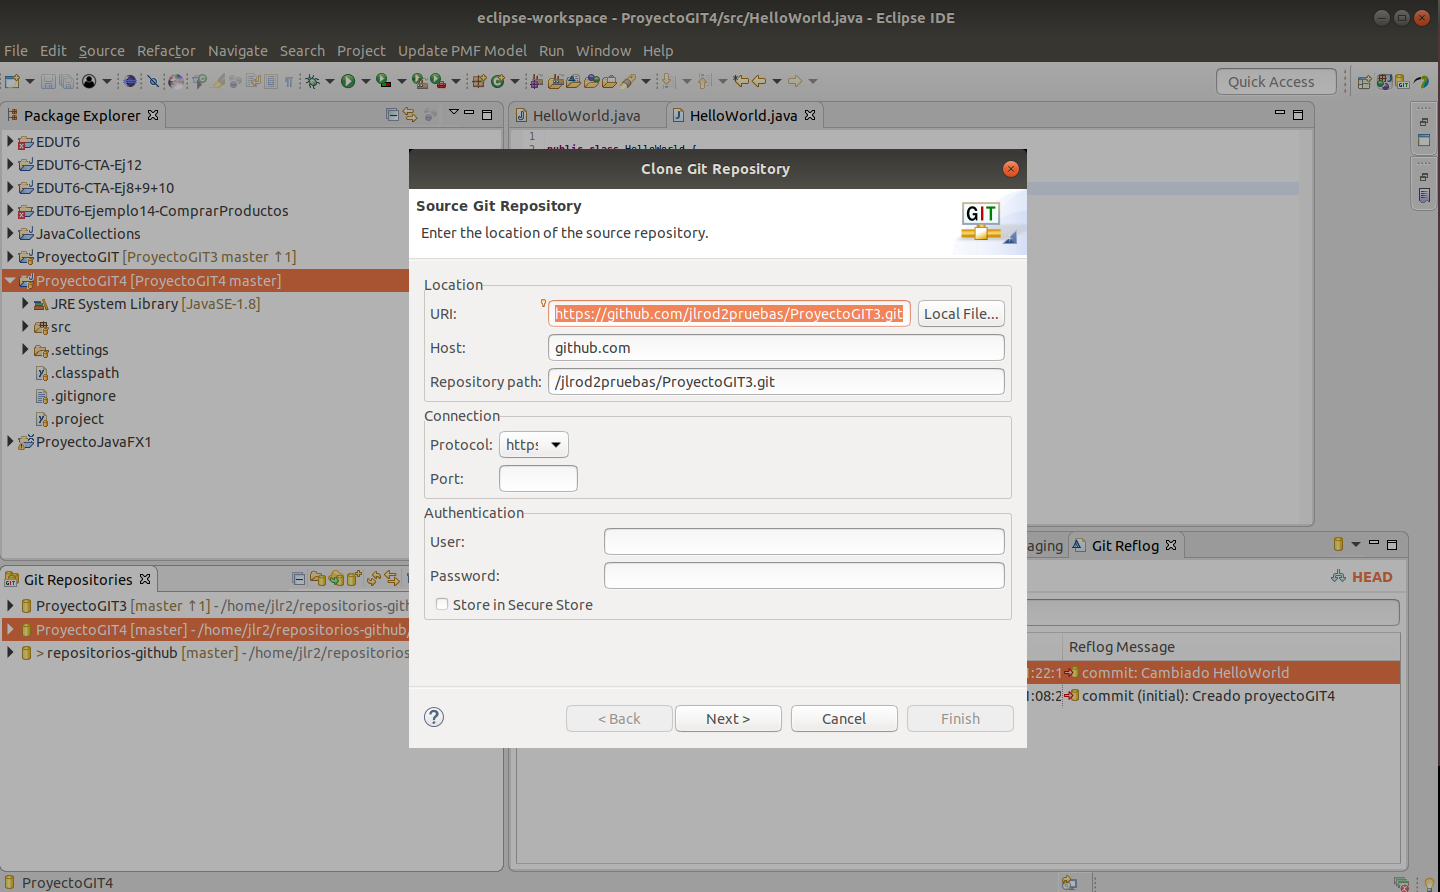 eclipse-workspace - ProyectoGIT4/src/HelloWorld.java - Eclipse IDE
File Edit Source Refactor Navigate Search Project Update PMF Model Run Window Help
Quick Access
Package Explorer
EDUT6
EDUT6-CTA-Ej12
EDUT6-CTA-Ej8+9+10
EDUT6-Ejemplo14-ComprarProductos
JavaCollections
ProyectoGIT [ProyectoGIT3 master ↑1]
ProyectoGIT4 [ProyectoGIT4 master]
JRE System Library [JavaSE-1.8]
src
.settings
.classpath
.gitignore
.project
ProyectoJavaFX1
HelloWorld.java
HelloWorld.java
1
public class HelloWorld {
Clone Git Repository
Source Git Repository
Enter the location of the source repository.
GIT
Location
URI: https://github.com/jlrod2pruebas/ProyectoGIT3.git Local File...
Host: github.com
Repository path: /jlrod2pruebas/ProyectoGIT3.git
Connection
Protocol: https
Port:
Authentication
User:
Password:
Store in Secure Store
< Back Next > Cancel Finish
Git Repositories
ProyectoGIT3 [master ↑1] - /home/jlr2/repositorios-gith
ProyectoGIT4 [master] - /home/jlr2/repositorios-github/
> repositorios-github [master] - /home/jlr2/repositorios
aging
Git Reflog
HEAD
Reflog Message
1:22:1 commit: Cambiado HelloWorld
1:08:2 commit (initial): Creado proyectoGIT4
ProyectoGIT4